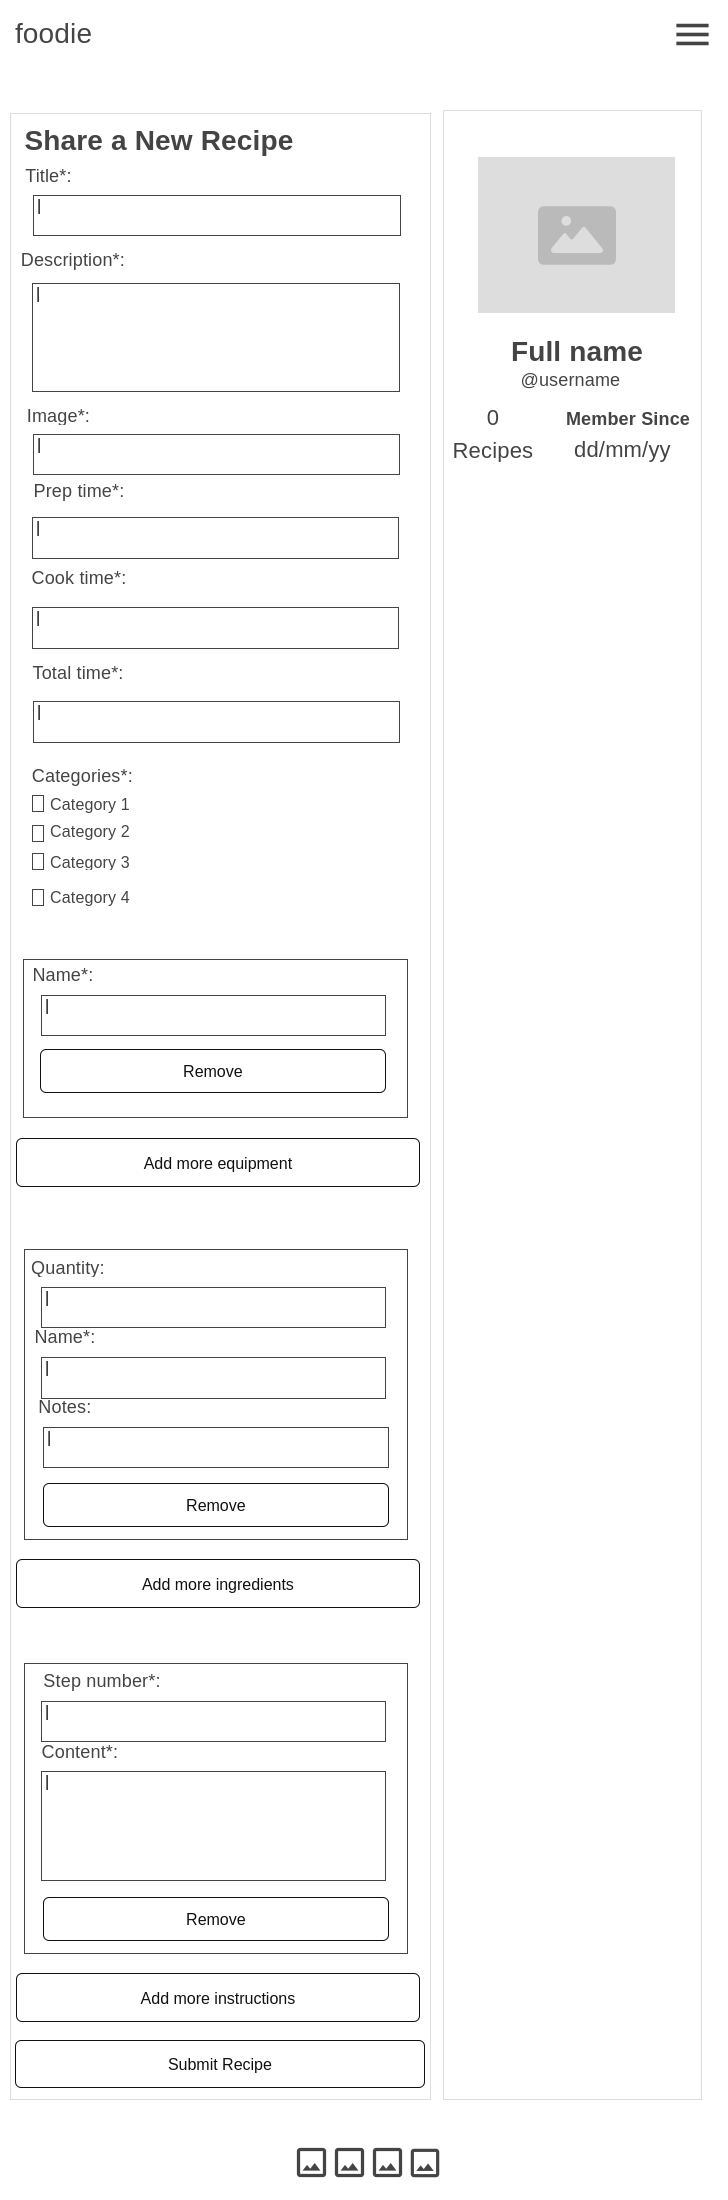 foodie
Share a New Recipe
Title*:
Description*:
Image*:
Prep time*:
Cook time*:
Total time*:
Categories*:
Category 1
Category 2
Category 3
Category 4
Name*:
Remove
Add more equipment
Quantity:
Name*:
Notes:
Remove
Add more ingredients
Step number*:
Content*:
Remove
Add more instructions
Submit Recipe
Full name
@username
0
Recipes
Member Since
dd/mm/yy